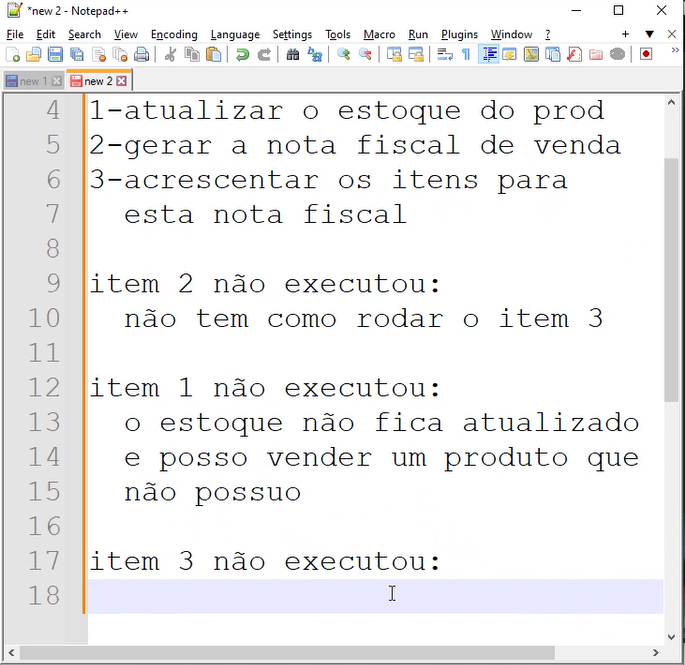 *new 2 - Notepad++
File Edit Search View Encoding Language Settings Tools Macro Run Plugins Window ? + ▼ X
new 1 new 2
4 1-atualizar o estoque do prod
5 2-gerar a nota fiscal de venda
6 3-acrescentar os itens para
7 esta nota fiscal
8
9 item 2 não executou:
10 não tem como rodar o item 3
11
12 item 1 não executou:
13 o estoque não fica atualizado
14 e posso vender um produto que
15 não possuo
16
17 item 3 não executou:
18